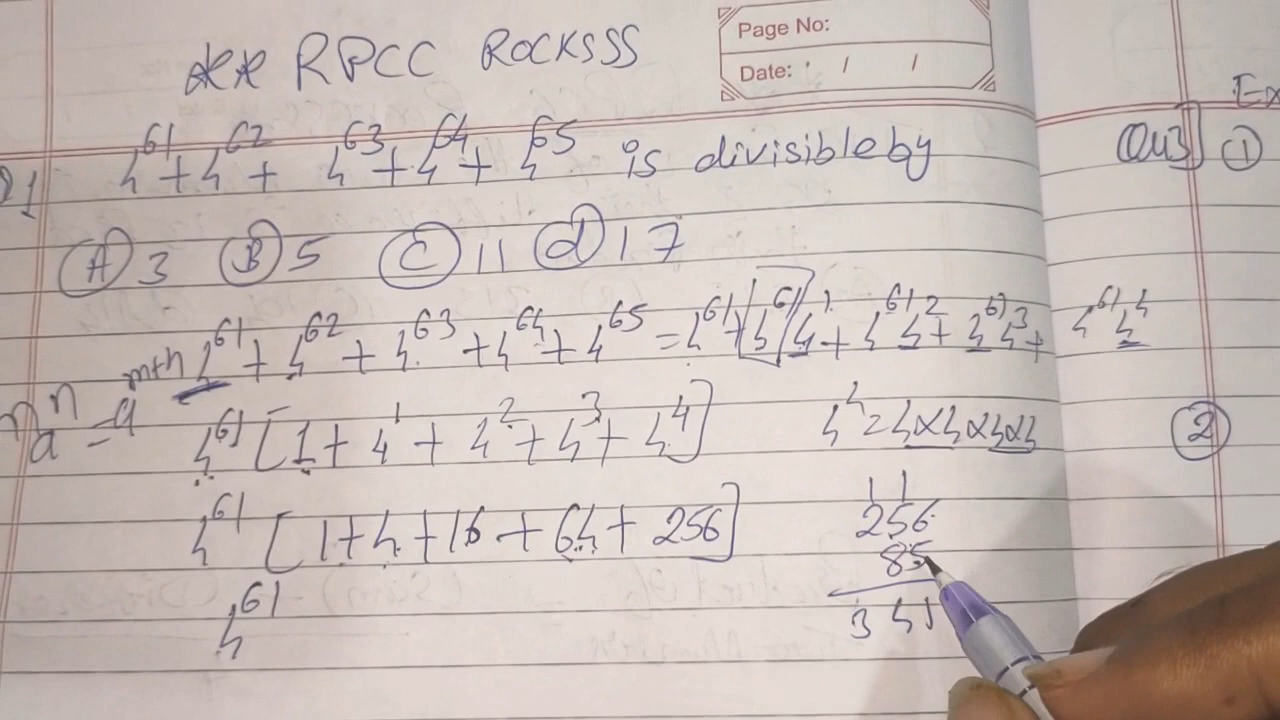 RPCC ROCKSSS
Page No:
Date: / /
4^61 + 4^62 + 4^63 + 4^64 + 4^65 is divisible by
(A) 3 (B) 5 (C) 11 (d) 17
4^61 + 4^62 + 4^63 + 4^64 + 4^65 = 4^61 + 4^61 4^1 + 4^61 4^2 + 4^61 4^3 + 4^61 4^4
a^n = a^m+n
4^61 [1 + 4^1 + 4^2 + 4^3 + 4^4]
4^4 = 4×4×4×4
4^61 [1+4+16+64+256]
1 1
256
85
341
4^61
Ex
Qu3] ①
②